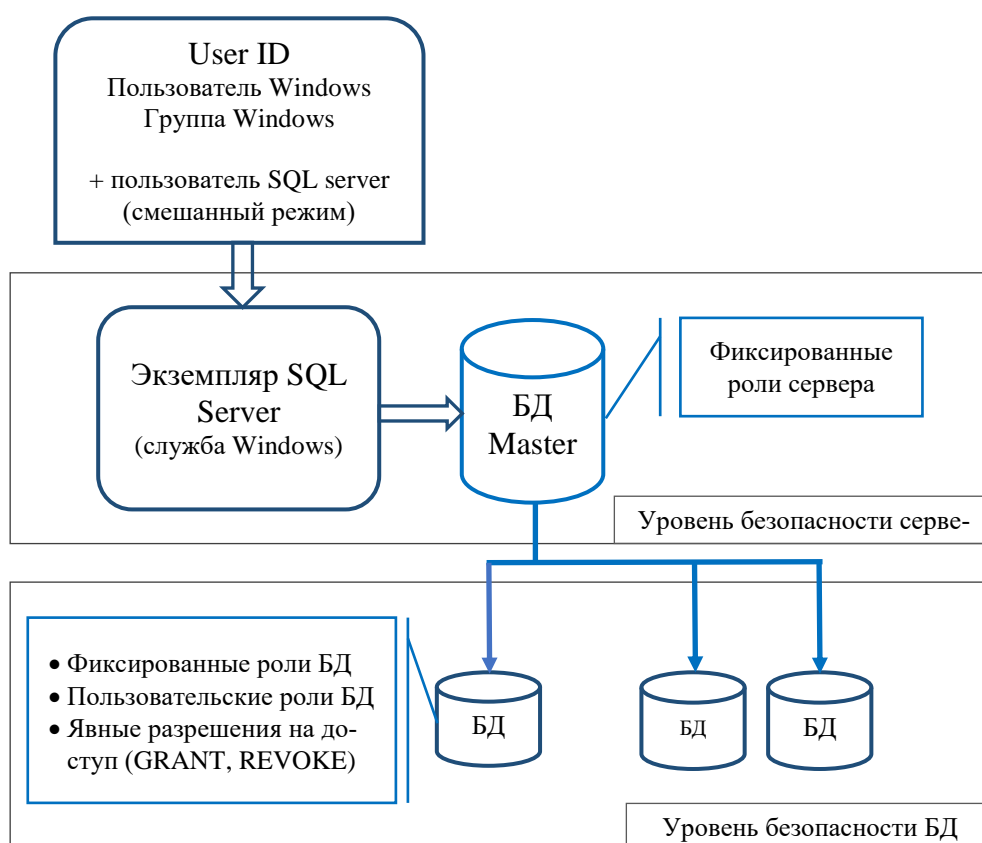 User ID
Пользователь Windows
Группа Windows
+ пользователь SQL server
(смешанный режим)
Экземпляр SQL
Server
(служба Windows)
БД
Master
Фиксированные
роли сервера
Уровень безопасности серве-
• Фиксированные роли БД
• Пользовательские роли БД
• Явные разрешения на до-
ступ (GRANT, REVOKE)
БД
БД
БД
Уровень безопасности БД